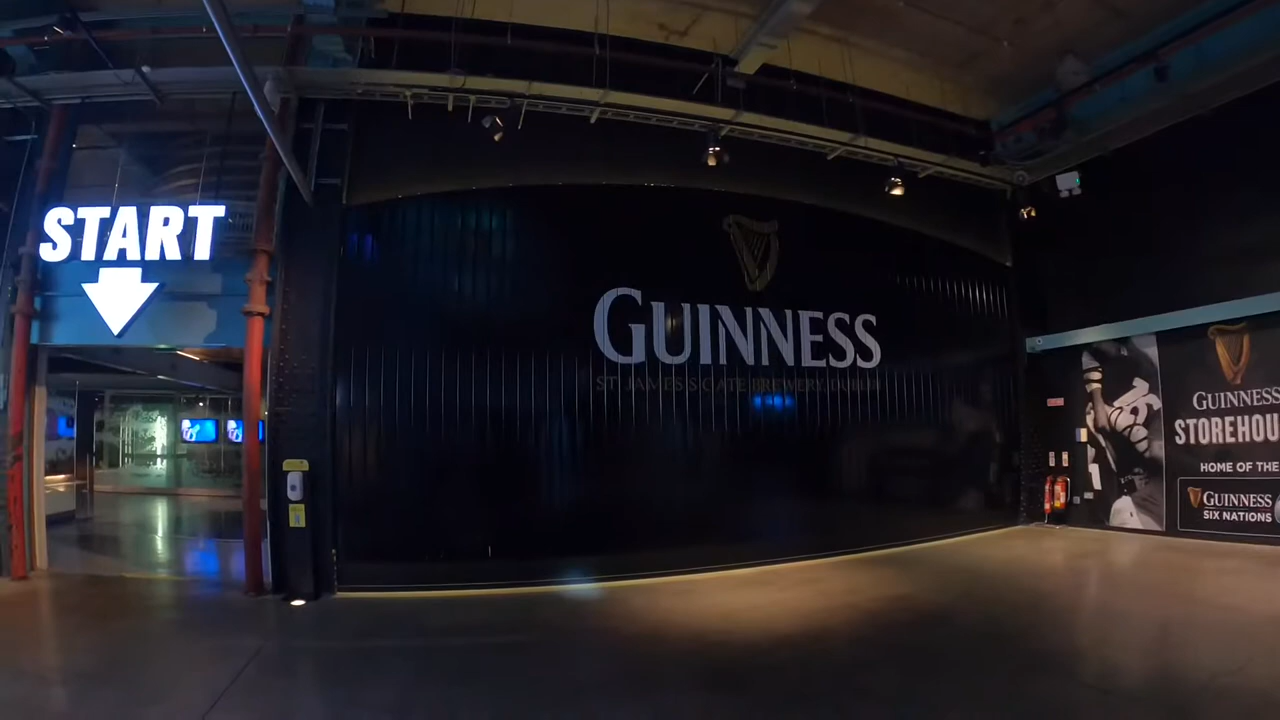 START
GUINNESS
ST. JAMES'S GATE BREWERY. DUBLIN
GUINNESS
STOREHOU
HOME OF THE
GUINNESS
SIX NATIONS